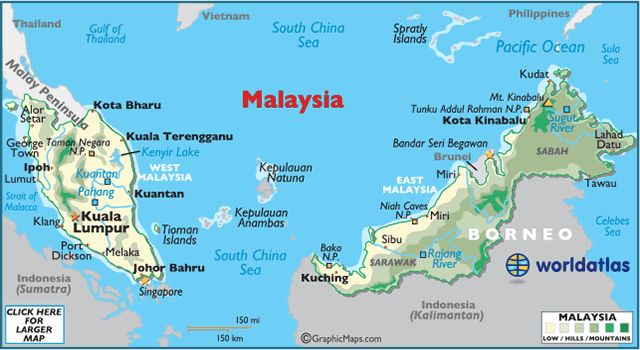 Thailand
Gulf of
Thailand
Vietnam
South China
Sea
Spratly
Islands
Philippines
Pacific Ocean
Sulu
Sea
Malay Peninsula
Malaysia
Alor
Setar
Kota Bharu
George
Town
Taman Negara
N.P.
Kuala Terengganu
Kenyir Lake
Ipoh
Lumut
WEST
MALAYSIA
Kuantan
Pahang
Kuantan
Strait of
Malacca
Klang
Kuala
Lumpur
Tioman
Islands
Port
Dickson
Melaka
Johor Bahru
Singapore
Indonesia
(Sumatra)
Kepulauan
Natuna
Kepulauan
Anambas
South China
Sea
Kudat
Mt. Kinabalu
Tunku Addul Rahman N.P.
Kota Kinabalu
Sugut
River
Bandar Seri Begawan
Brunei
SABAH
Lahad
Datu
Tawau
Miri
EAST
MALAYSIA
Niah Caves
N.P.
Miri
Celebes
Sea
Bako
N.P.
Sibu
BORNEO
Rajang
River
Kuching
SARAWAK
Indonesia
(Kalimantan)
worldatlas
CLICK HERE
FOR
LARGER
MAP
150 mi
150 km
©GraphicMaps.com
MALAYSIA
LOW / HILLS / MOUNTAINS